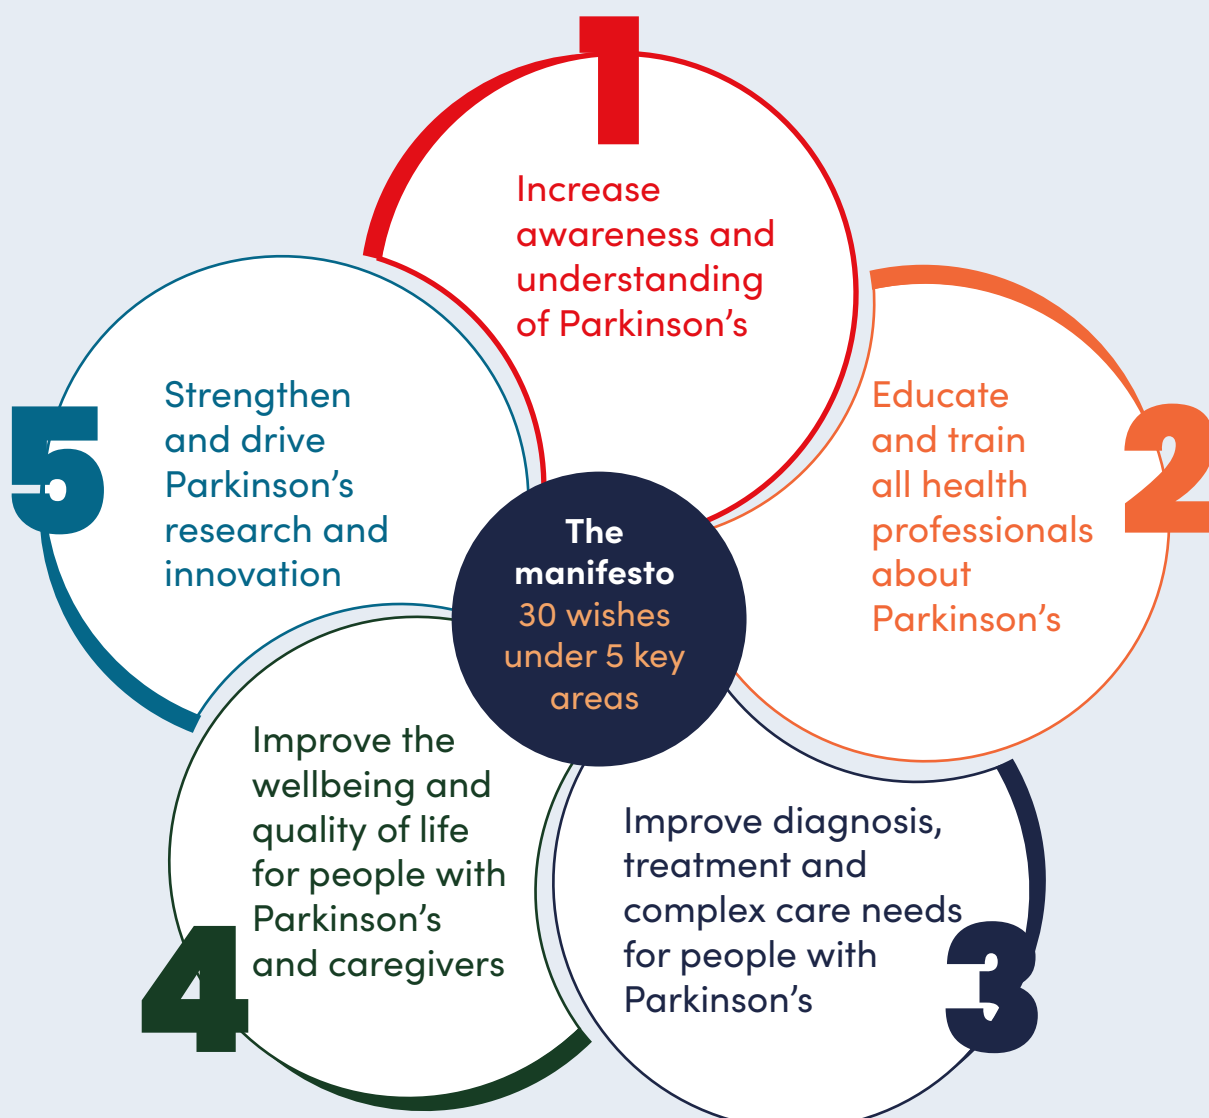 1
Increase
awareness and
understanding
of Parkinson’s
2
Educate
and train
all health
professionals
about
Parkinson’s
3
Improve diagnosis,
treatment and
complex care needs
for people with
Parkinson’s
4
Improve the
wellbeing and
quality of life
for people with
Parkinson’s
and caregivers
5
Strengthen
and drive
Parkinson’s
research and
innovation
The
manifesto
30 wishes
under 5 key
areas